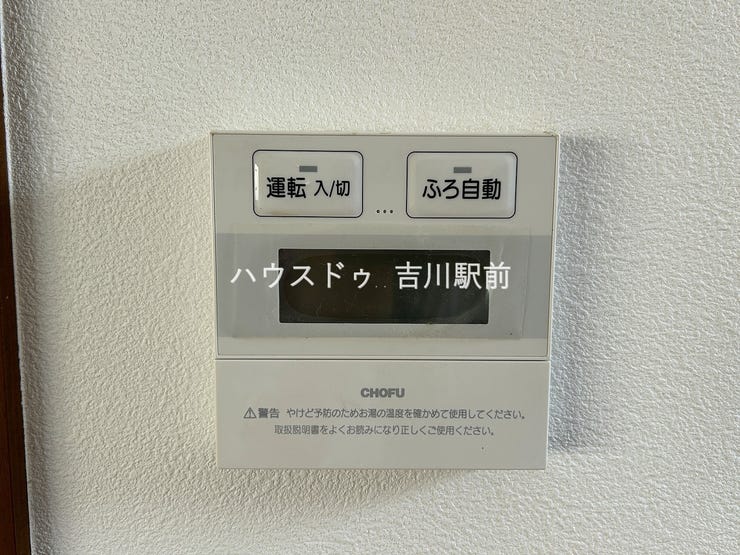 運転 入/切
ふろ自動
ハウスドゥ 吉川駅前
CHOFU
⚠警告 やけど予防のためお湯の温度を確かめて使用してください。
取扱説明書をよくお読みになり正しくご使用ください。